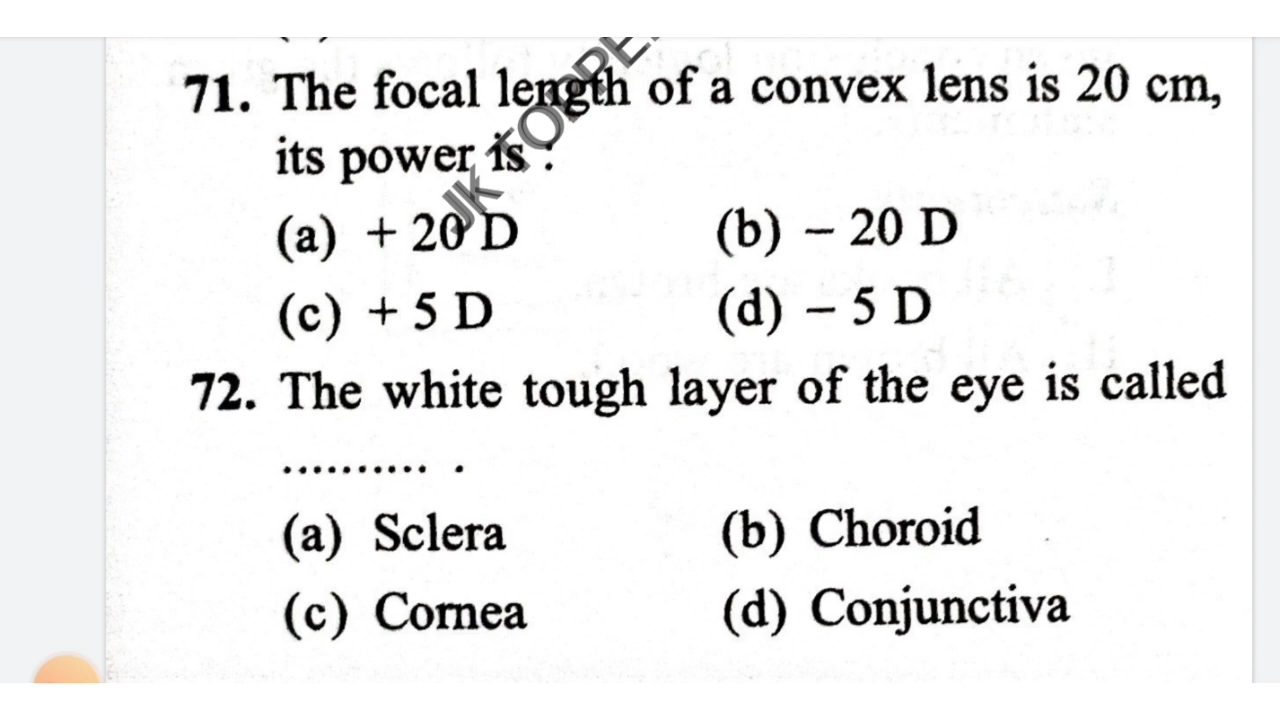 71. The focal length of a convex lens is 20 cm,
its power is :
(a) + 20 D (b) – 20 D
(c) + 5 D (d) – 5 D
72. The white tough layer of the eye is called
........... .
(a) Sclera (b) Choroid
(c) Cornea (d) Conjunctiva
JK